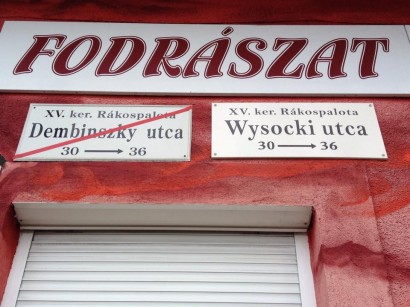 FODRÁSZAT
XV. ker. Rákospalota
Dembinszky utca
30 → 36
XV. ker. Rákospalota
Wysocki utca
30 → 36